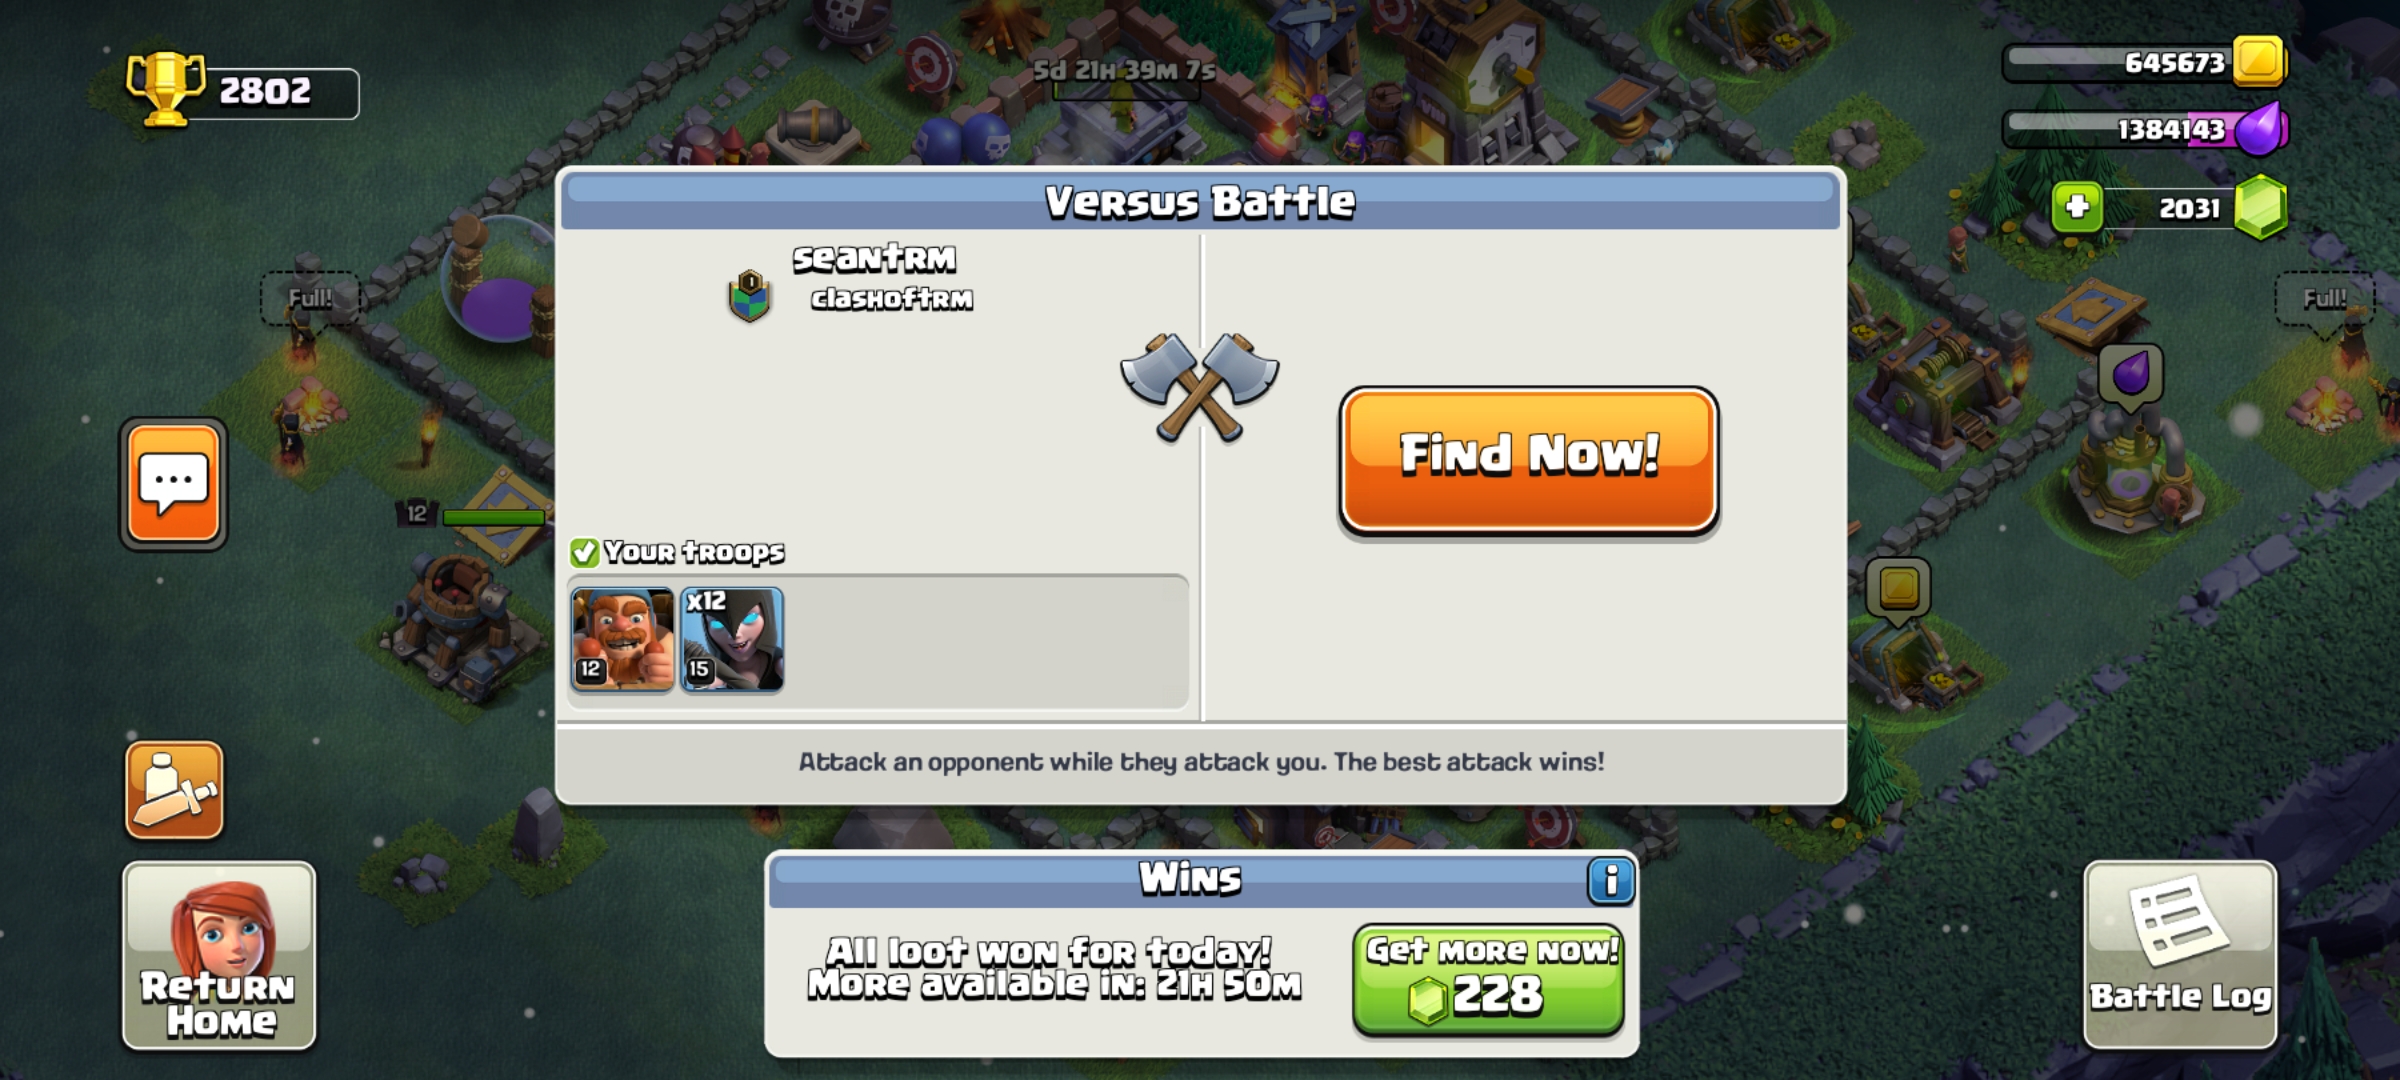 2802
5d 21H 39M 7s
645673
1384143
2031
Versus Battle
seantrm
1
clashoftrm
Full!
Full!
Find Now!
12
Your troops
x12
12
15
Attack an opponent while they attack you. The best attack wins!
Wins
i
All loot won for today!
More available in: 21H 50M
Get more now!
228
Return
Home
Battle Log